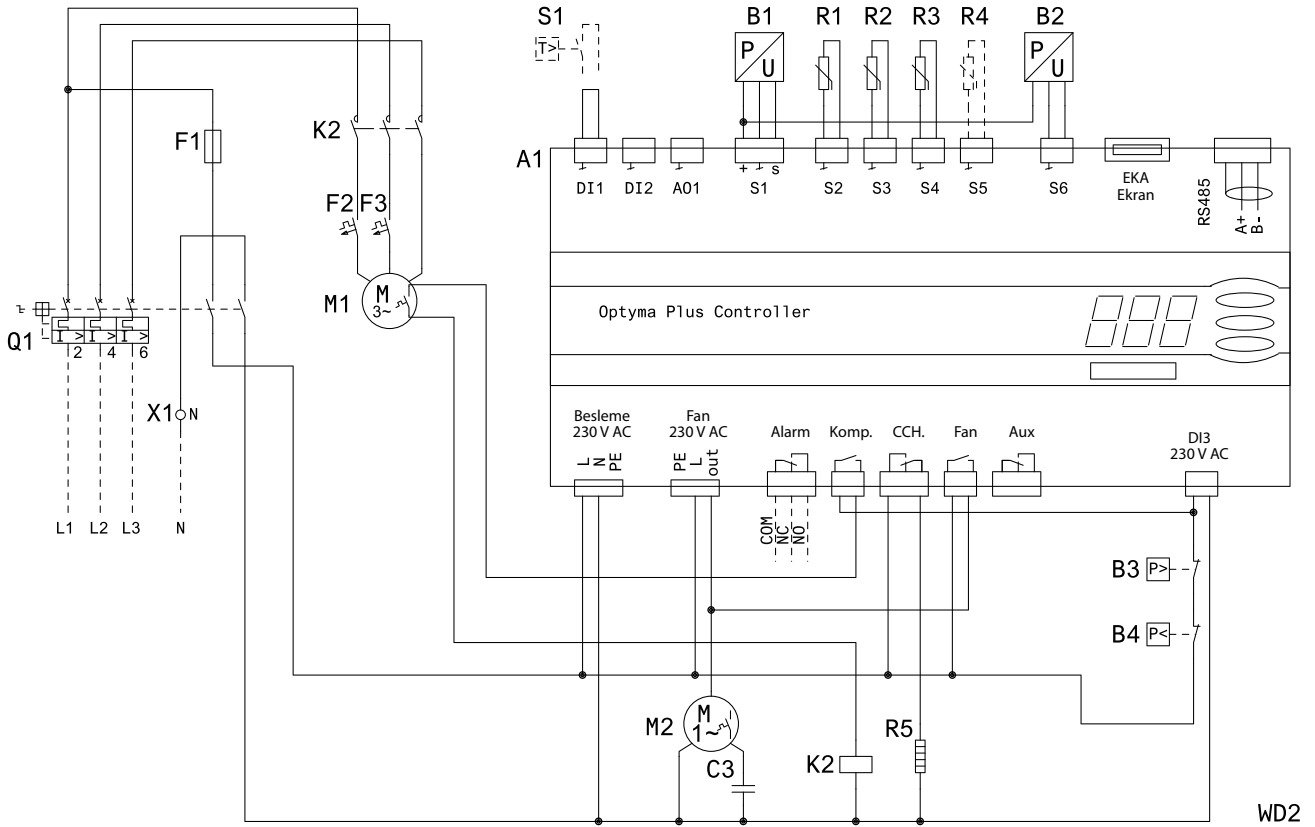 S1 B1 R1 R2 R3 R4 B2
T> P U P U
F1 K2 A1
+ s
DI1 DI2 AO1 S1 S2 S3 S4 S5 S6 EKA Ekran RS485 A+ B-
F2 F3
M1 M 3~
Optyma Plus Controller
Q1 I > I > I >
2 4 6
X1 N
Besleme 230 V AC
Fan 230 V AC
Alarm Komp. CCH. Fan Aux
DI3 230 V AC
L N PE
PE L out
L1 L2 L3 N
COM NC NO
B3 P>
B4 P<
M2 M 1~
R5
C3 K2
WD2